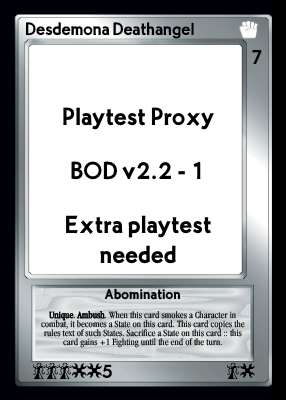 Desdemona Deathangel
7
Playtest Proxy
BOD v2.2 - 1
Extra playtest
needed
Abomination
Unique. Ambush. When this card smokes a Character in
combat, it becomes a State on this card. This card copies the
rules text of such States. Sacrifice a State on this card :: this
card gains +1 Fighting until the end of the turn.
5